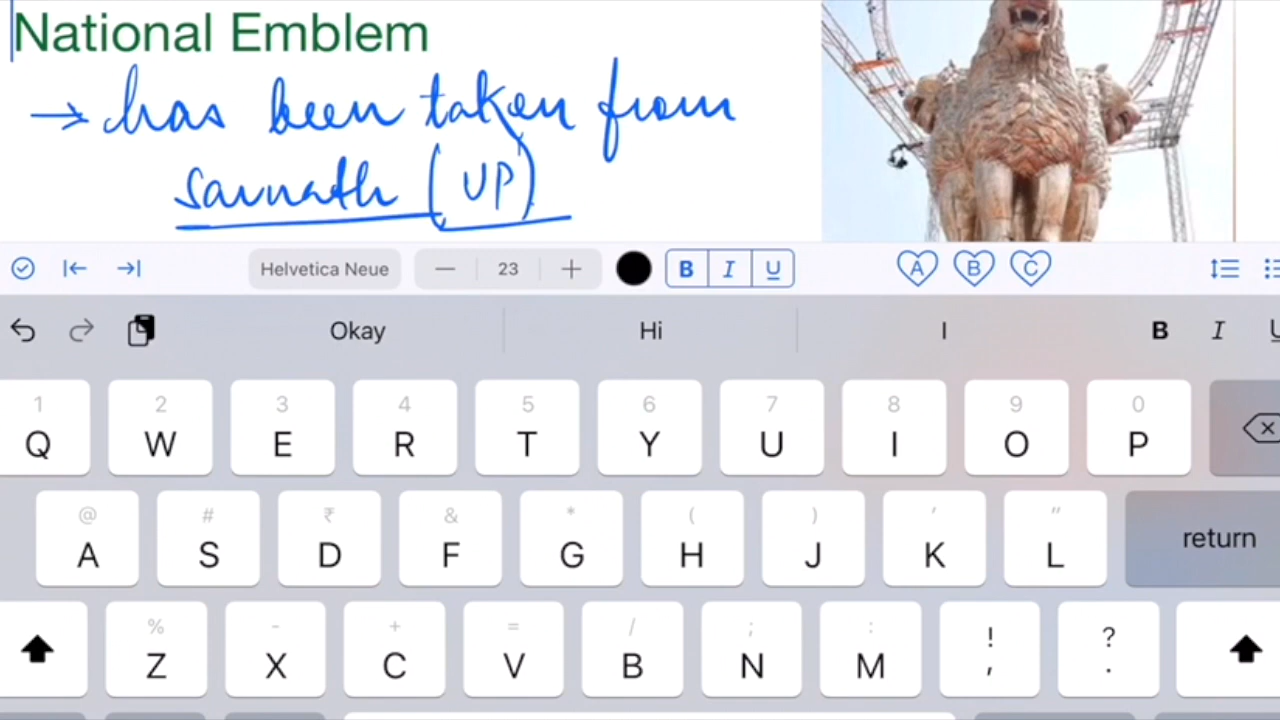 National Emblem
→ has been taken from
sarnath (UP)
Helvetica Neue — 23 + B I U A B C
Okay Hi I B I U
1 2 3 4 5 6 7 8 9 0
Q W E R T Y U I O P
@ # ₹ & * ( ) ' "
A S D F G H J K L return
% - + = / ; : ! ?
Z X C V B N M , .